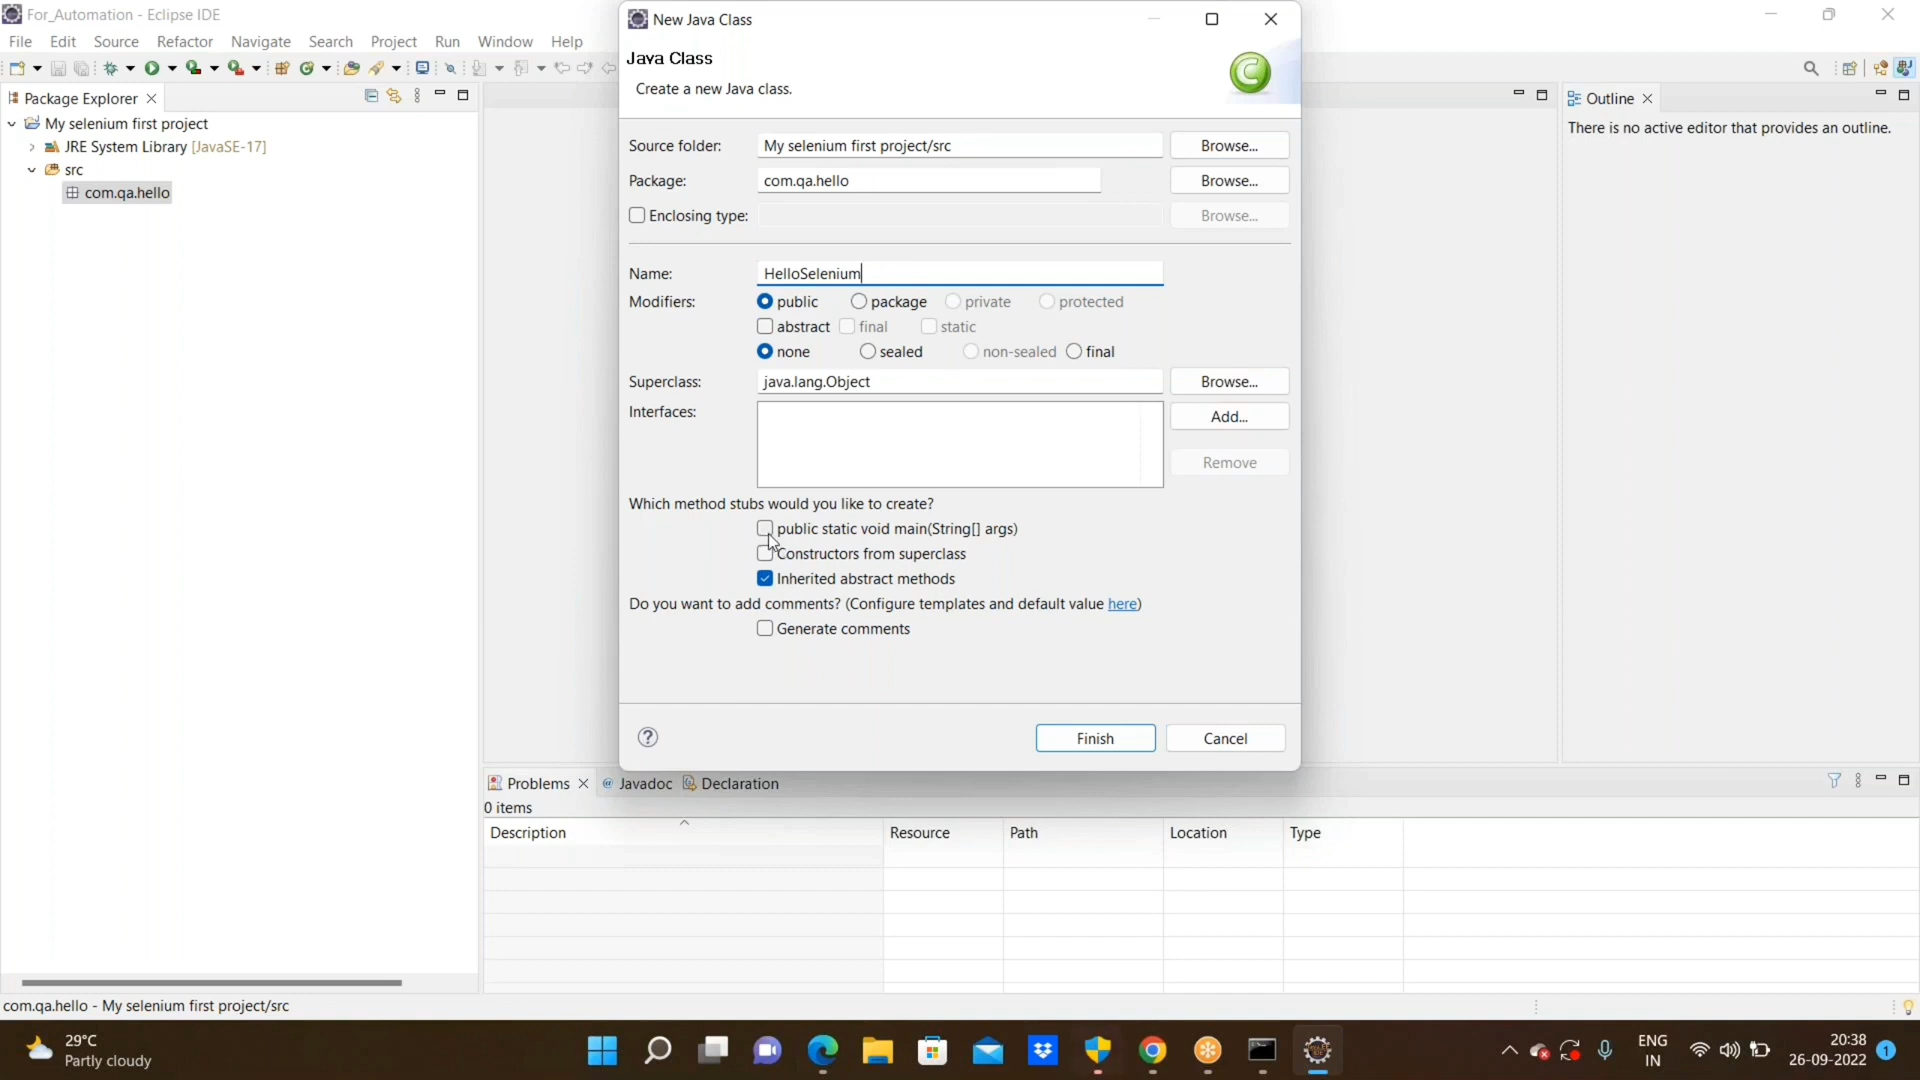 For_Automation - Eclipse IDE
File Edit Source Refactor Navigate Search Project Run Window Help
Package Explorer
My selenium first project
JRE System Library [JavaSE-17]
src
com.qa.hello
New Java Class
Java Class
Create a new Java class.
Source folder: My selenium first project/src Browse...
Package: com.qa.hello Browse...
Enclosing type: Browse...
Name: HelloSelenium
Modifiers: public package private protected
abstract final static
none sealed non-sealed final
Superclass: java.lang.Object Browse...
Interfaces: Add...
Remove
Which method stubs would you like to create?
public static void main(String[] args)
Constructors from superclass
Inherited abstract methods
Do you want to add comments? (Configure templates and default value here)
Generate comments
Finish Cancel
Outline
There is no active editor that provides an outline.
Problems Javadoc Declaration
0 items
Description Resource Path Location Type
com.qa.hello - My selenium first project/src
29°C
Partly cloudy
ENG
IN
20:38
26-09-2022
1